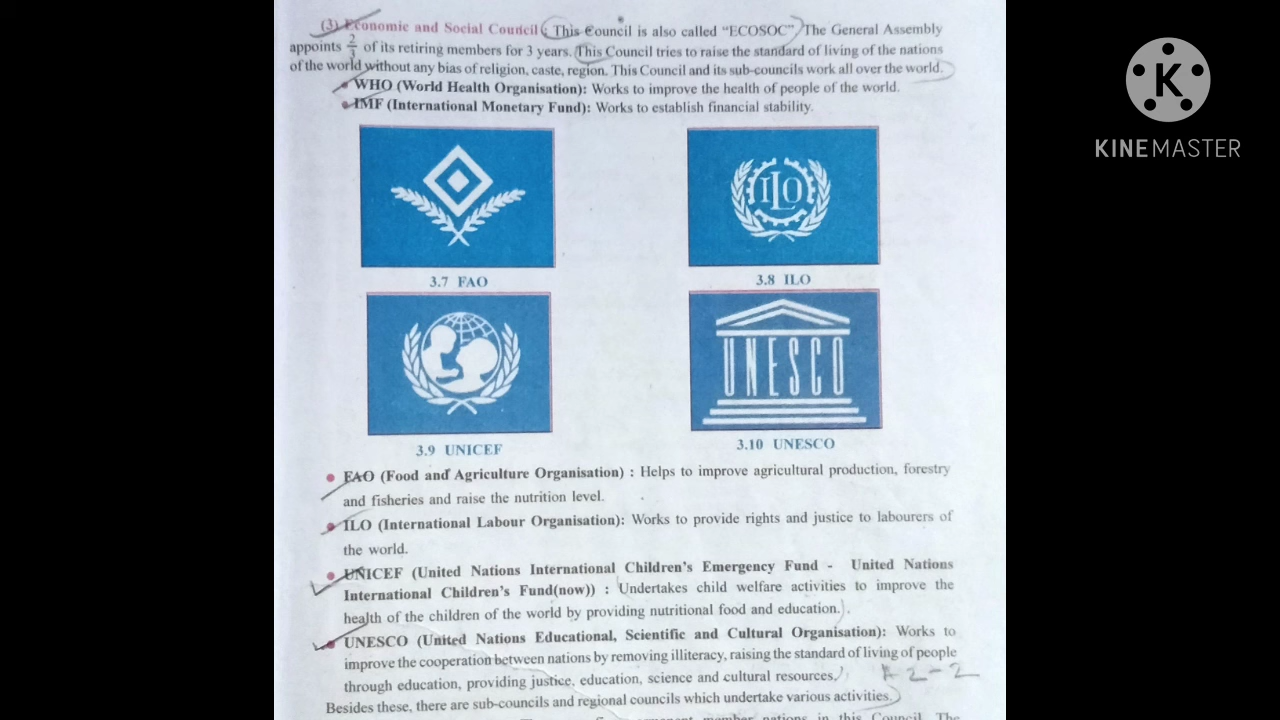 (3) Economic and Social Council : This Council is also called “ECOSOC” The General Assembly
appoints 2/3 of its retiring members for 3 years. This Council tries to raise the standard of living of the nations
of the world without any bias of religion, caste, region. This Council and its sub-councils work all over the world.
• WHO (World Health Organisation): Works to improve the health of people of the world.
• IMF (International Monetary Fund): Works to establish financial stability.
K
KINEMASTER
ILO
3.7 FAO
3.8 ILO
UNESCO
3.9 UNICEF
3.10 UNESCO
• FAO (Food and Agriculture Organisation) : Helps to improve agricultural production, forestry
and fisheries and raise the nutrition level.
• ILO (International Labour Organisation): Works to provide rights and justice to labourers of
the world.
• UNICEF (United Nations International Children’s Emergency Fund - United Nations
International Children’s Fund(now)) : Undertakes child welfare activities to improve the
health of the children of the world by providing nutritional food and education.
• UNESCO (United Nations Educational, Scientific and Cultural Organisation): Works to
improve the cooperation between nations by removing illiteracy, raising the standard of living of people
through education, providing justice, education, science and cultural resources.
Besides these, there are sub-councils and regional councils which undertake various activities.
permanent member nations in this Council. The